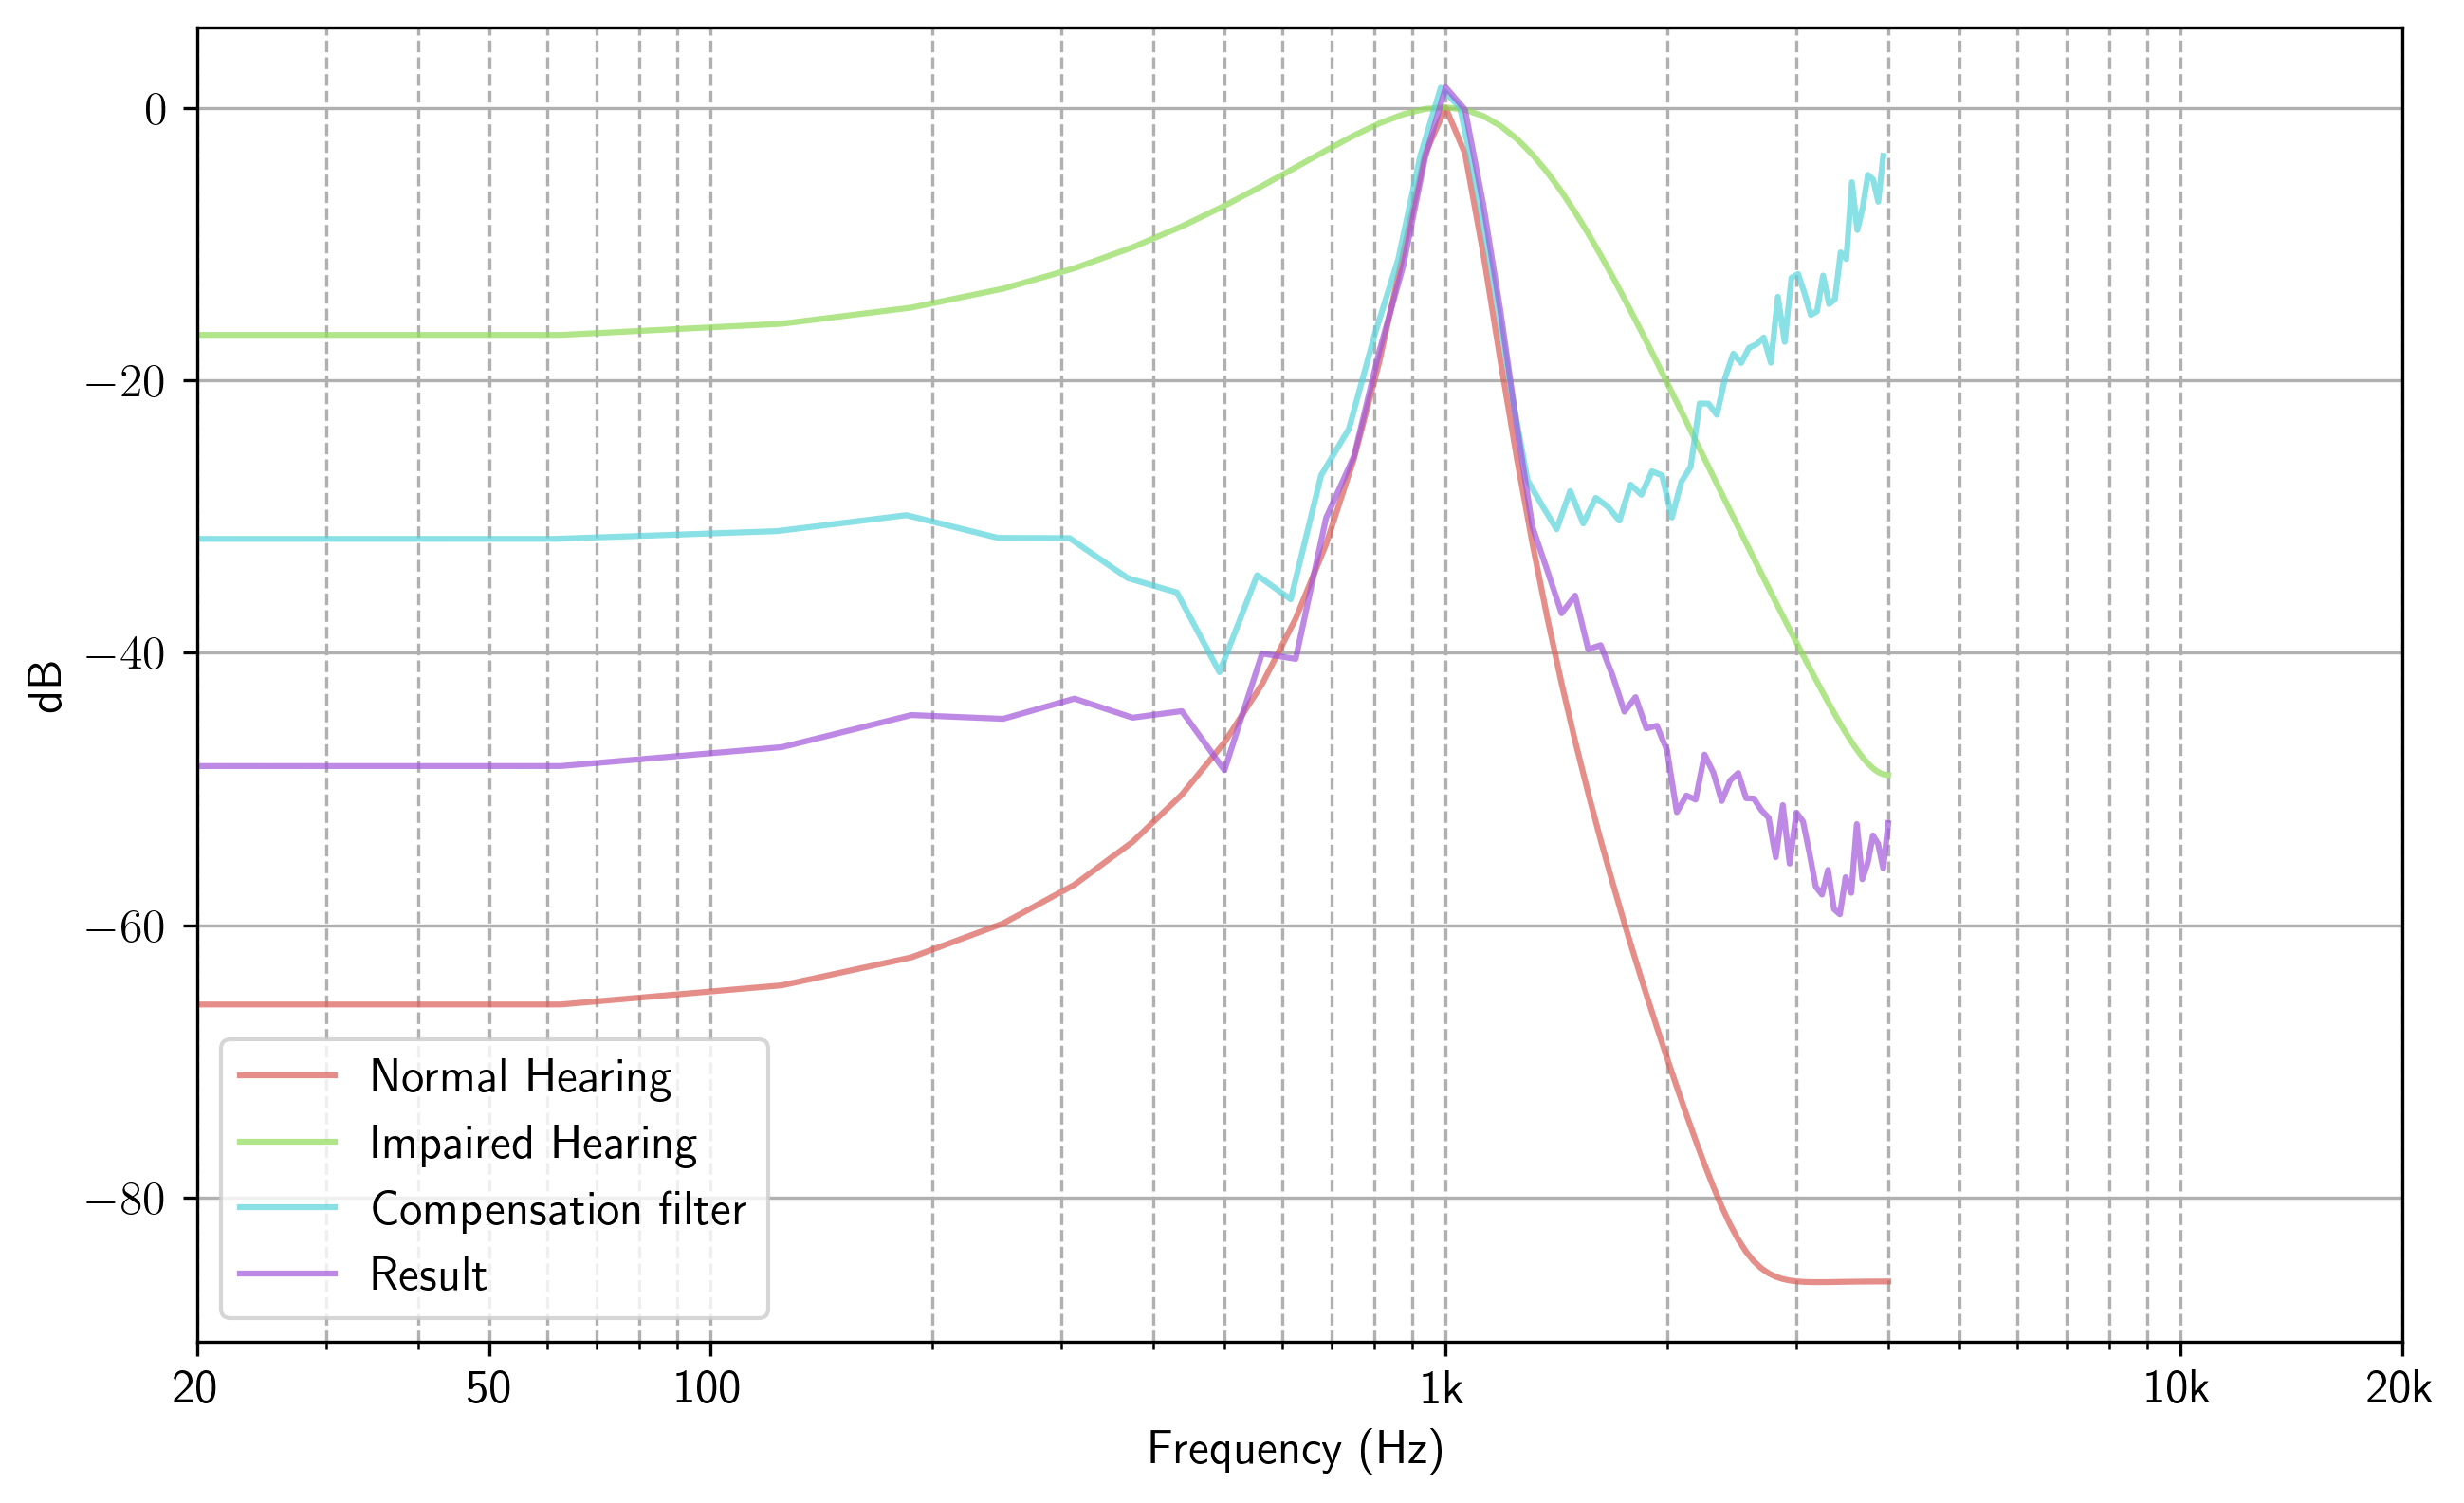 0
−20
−40
−60
−80
dB
Normal Hearing
Impaired Hearing
Compensation filter
Result
20 50 100 1k 10k 20k
Frequency (Hz)